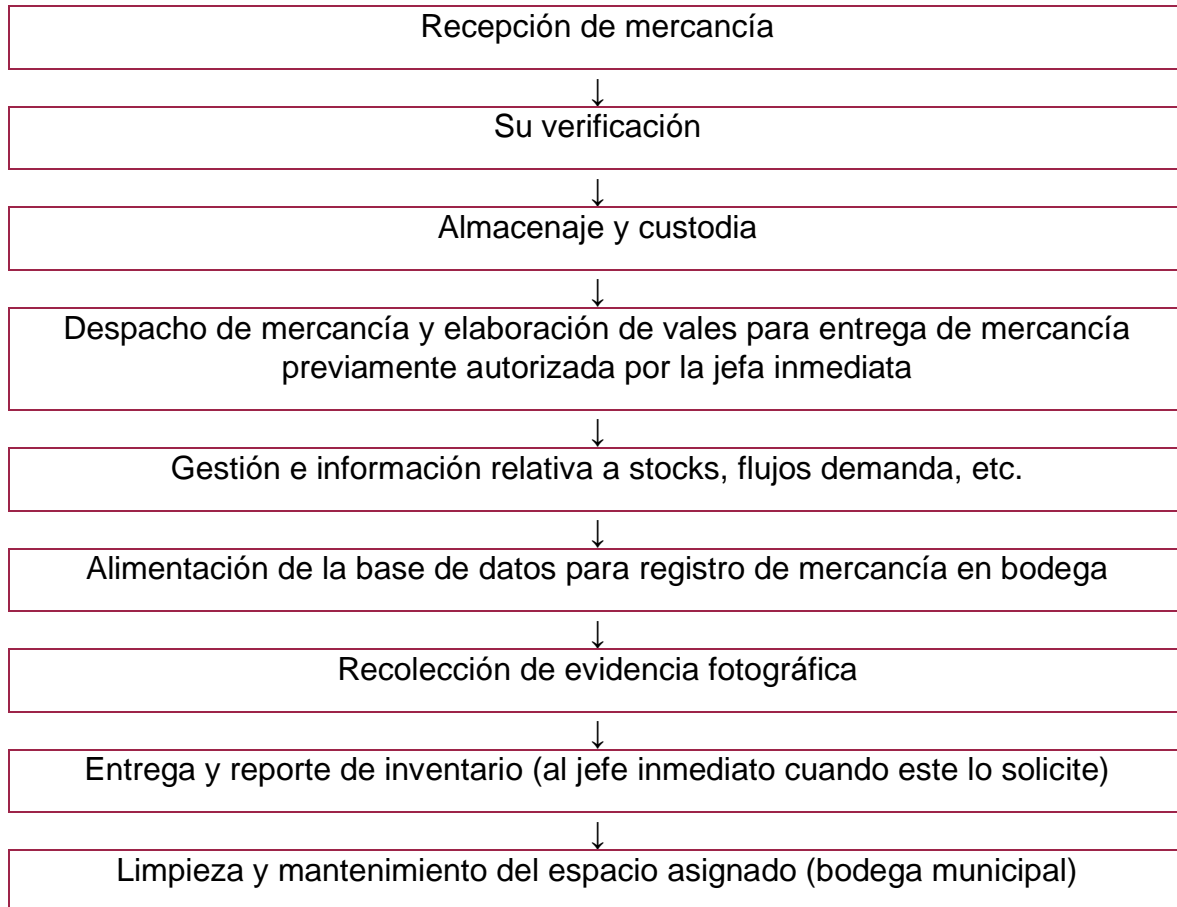 Recepción de mercancía
↓
Su verificación
↓
Almacenaje y custodia
↓
Despacho de mercancía y elaboración de vales para entrega de mercancía
previamente autorizada por la jefa inmediata
↓
Gestión e información relativa a stocks, flujos demanda, etc.
↓
Alimentación de la base de datos para registro de mercancía en bodega
↓
Recolección de evidencia fotográfica
↓
Entrega y reporte de inventario (al jefe inmediato cuando este lo solicite)
↓
Limpieza y mantenimiento del espacio asignado (bodega municipal)